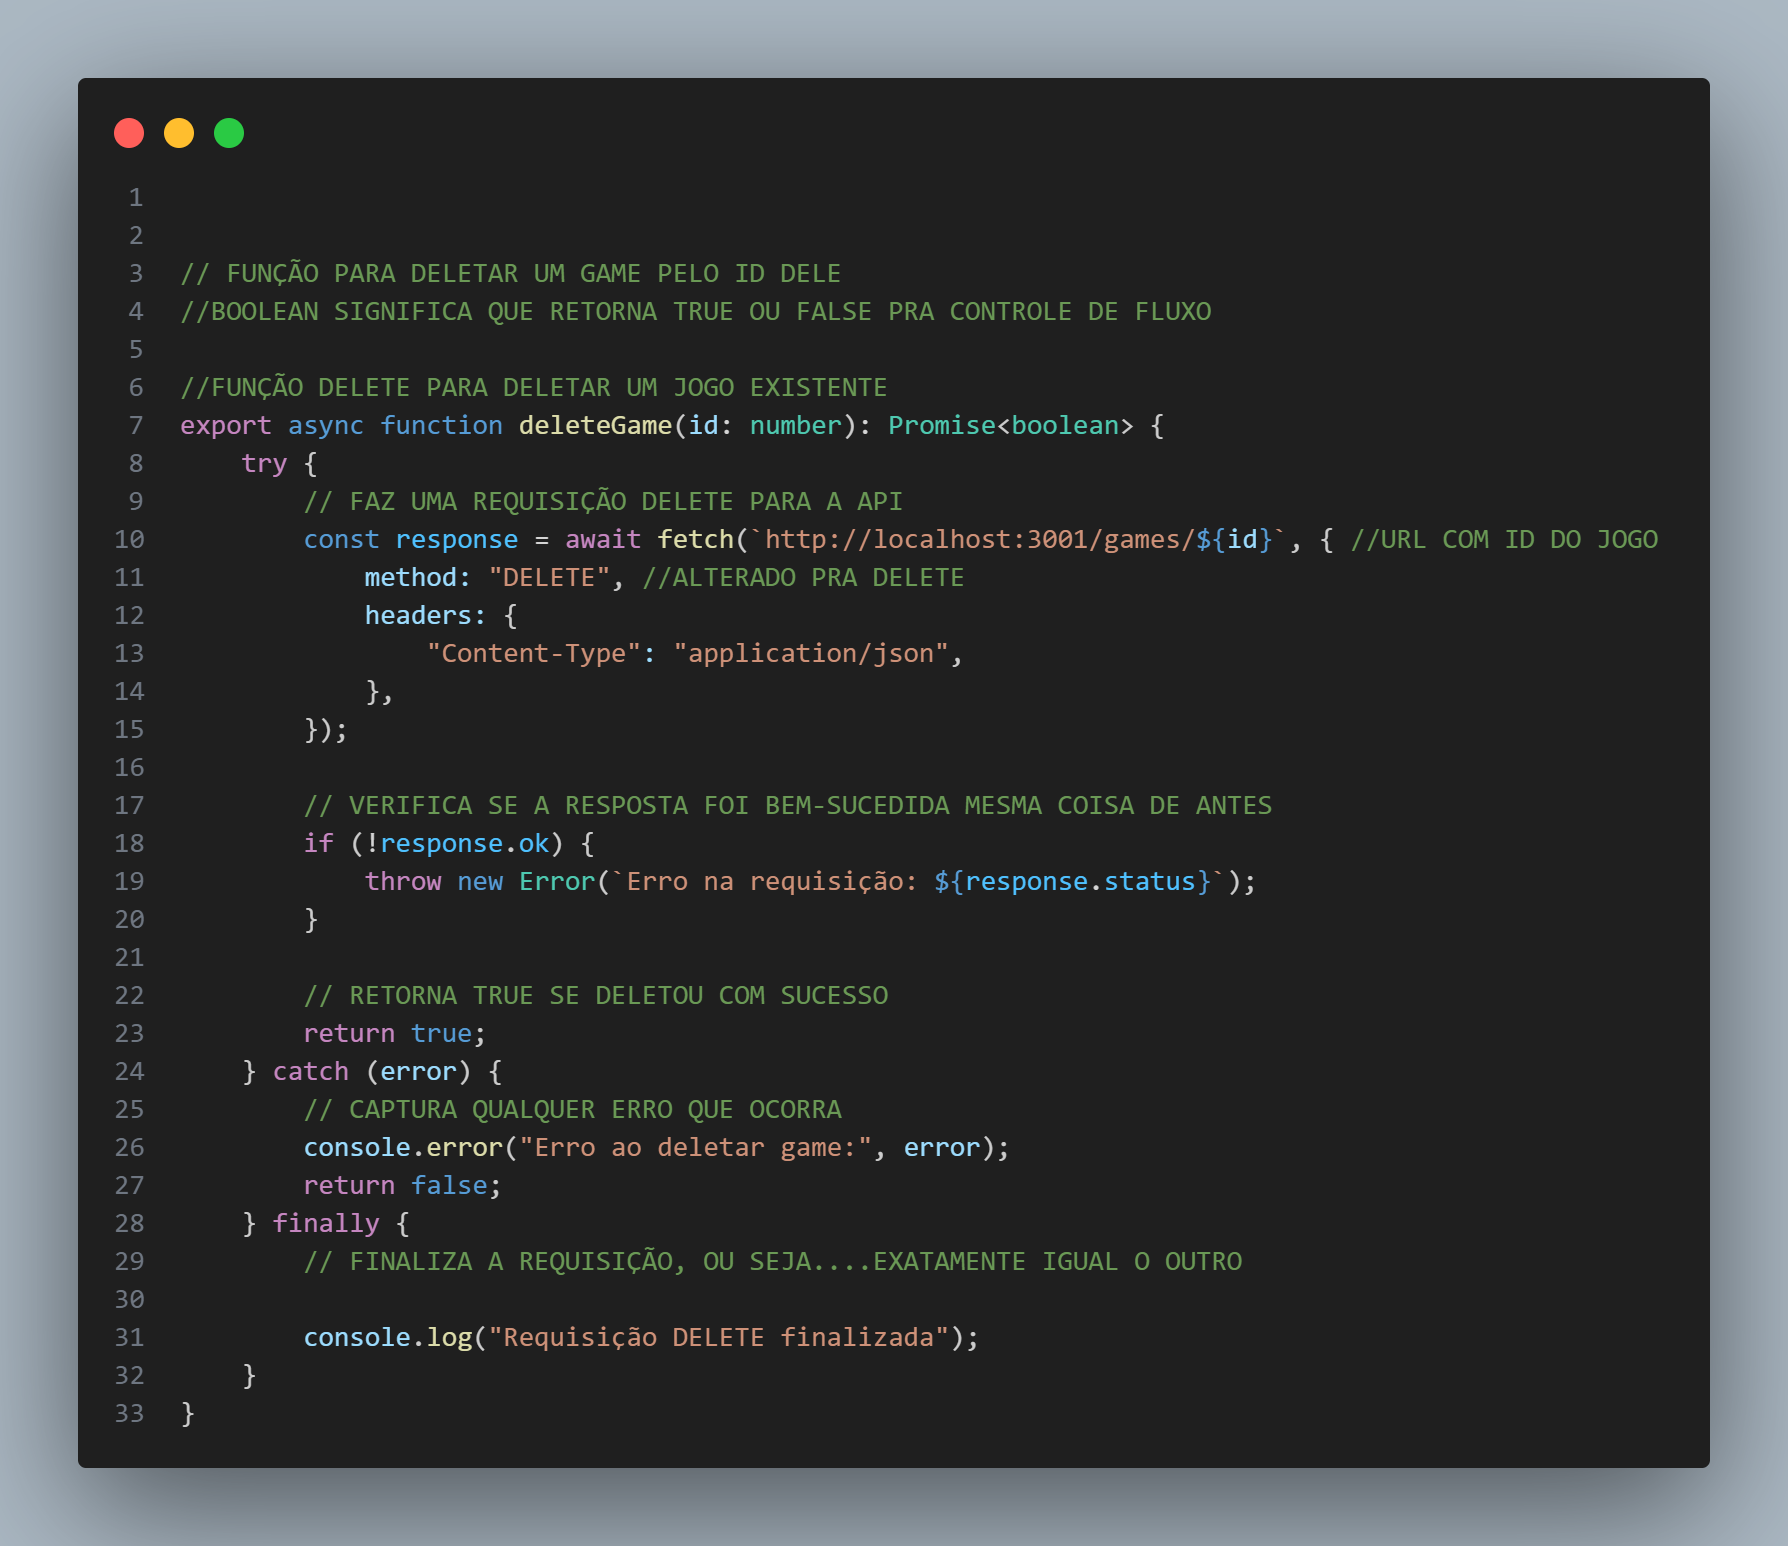 1
2
3 // FUNÇÃO PARA DELETAR UM GAME PELO ID DELE
4 //BOOLEAN SIGNIFICA QUE RETORNA TRUE OU FALSE PRA CONTROLE DE FLUXO
5
6 //FUNÇÃO DELETE PARA DELETAR UM JOGO EXISTENTE
7 export async function deleteGame(id: number): Promise<boolean> {
8     try {
9         // FAZ UMA REQUISIÇÃO DELETE PARA A API
10         const response = await fetch(`http://localhost:3001/games/${id}`, { //URL COM ID DO JOGO
11             method: "DELETE", //ALTERADO PRA DELETE
12             headers: {
13                 "Content-Type": "application/json",
14             },
15         });
16
17         // VERIFICA SE A RESPOSTA FOI BEM-SUCEDIDA MESMA COISA DE ANTES
18         if (!response.ok) {
19             throw new Error(`Erro na requisição: ${response.status}`);
20         }
21
22         // RETORNA TRUE SE DELETOU COM SUCESSO
23         return true;
24     } catch (error) {
25         // CAPTURA QUALQUER ERRO QUE OCORRA
26         console.error("Erro ao deletar game:", error);
27         return false;
28     } finally {
29         // FINALIZA A REQUISIÇÃO, OU SEJA....EXATAMENTE IGUAL O OUTRO
30
31         console.log("Requisição DELETE finalizada");
32     }
33 }